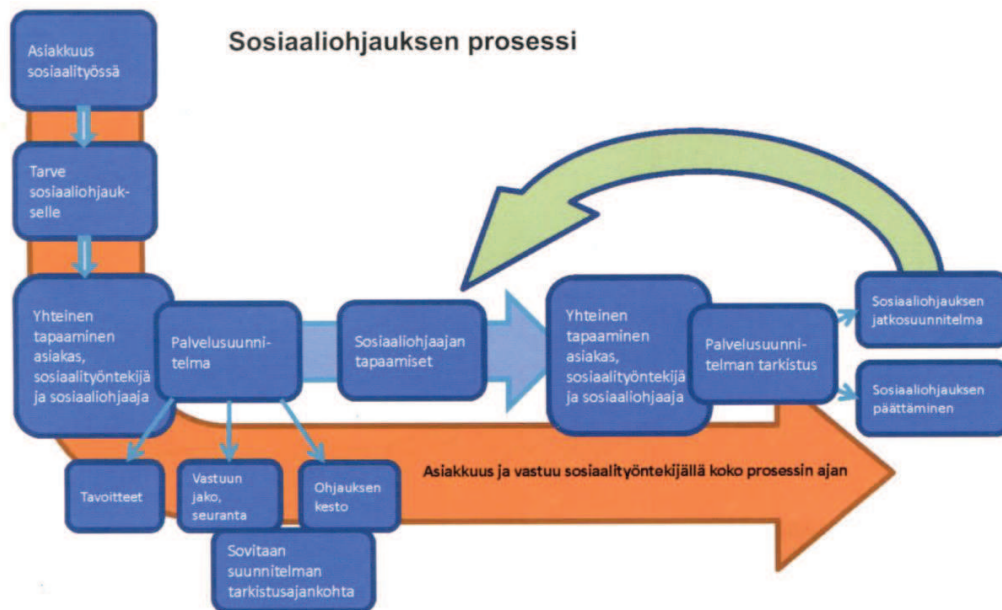 Sosiaaliohjauksen prosessi
Asiakkuus
sosiaalityössä
Tarve
sosiaaliohjauk-
selle
Yhteinen
tapaaminen
asiakas,
sosiaalityöntekijä
ja sosiaaliohjaaja
Palvelusuunni-
telma
Sosiaaliohjaajan
tapaamiset
Yhteinen
tapaaminen
asiakas,
sosiaalityöntekijä
ja sosiaaliohjaaja
Palvelusuunni-
telman tarkistus
Sosiaaliohjauksen
jatkosuunnitelma
Sosiaaliohjauksen
päättäminen
Asiakkuus ja vastuu sosiaalityöntekijällä koko prosessin ajan
Tavoitteet
Vastuun
jako,
seuranta
Ohjauksen
kesto
Sovitaan
suunnitelman
tarkistusajankohta